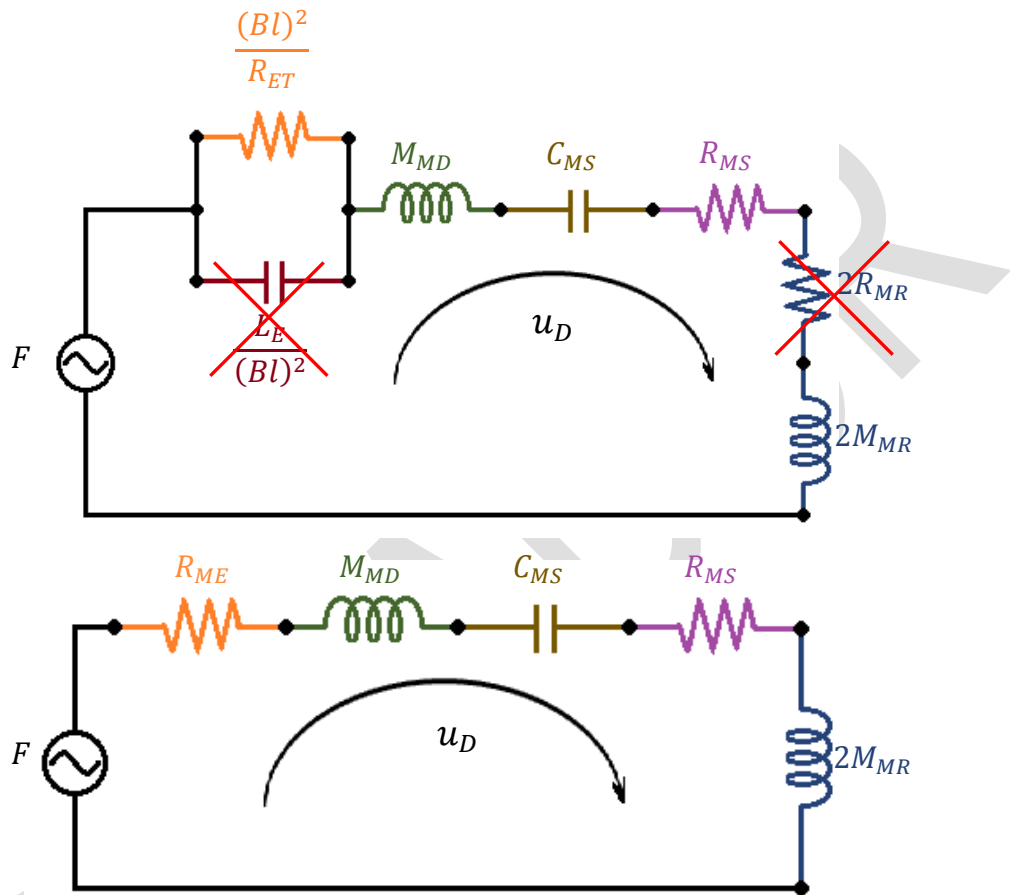 (Bl)²
R_ET
M_MD
C_MS
R_MS
2R_MR
L_E
(Bl)²
F
u_D
2M_MR
R_ME
M_MD
C_MS
R_MS
u_D
F
2M_MR